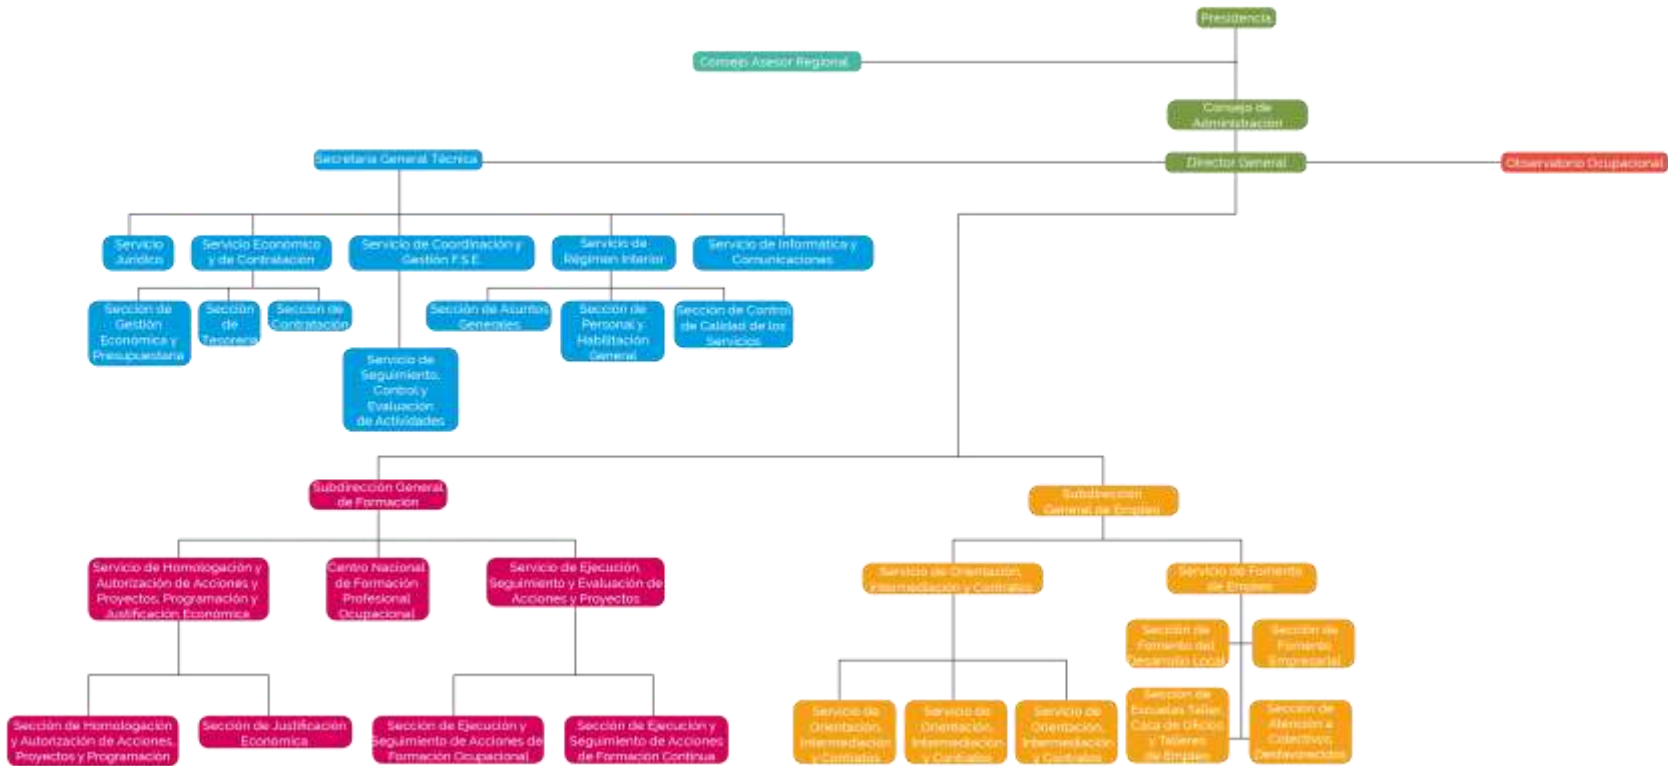 Presidencia
Consejo Asesor Regional
Consejo de
Administración
Secretaría General Técnica
Director General
Observatorio Ocupacional
Servicio
Jurídico
Servicio Económico
y de Contratación
Servicio de Coordinación y
Gestión F.S.E.
Servicio de
Régimen Interior
Servicio de Informática y
Comunicaciones
Sección de
Gestión
Económica y
Presupuestaria
Sección
de
Tesorería
Sección de
Contratación
Sección de Asuntos
Generales
Sección de
Personal y
Habilitación
General
Sección de Control
de Calidad de los
Servicios
Servicio de
Seguimiento,
Control y
Evaluación
de Actividades
Subdirección General
de Formación
Subdirección
General de Empleo
Servicio de Homologación y
Autorización de Acciones y
Proyectos, Programación y
Justificación Económica
Centro Nacional
de Formación
Profesional
Ocupacional
Servicio de Ejecución,
Seguimiento y Evaluación de
Acciones y Proyectos
Servicio de Orientación,
Intermediación y Contratos
Servicio de Fomento
de Empleo
Sección de
Fomento del
Desarrollo Local
Sección de
Fomento
Empresarial
Sección de Homologación
y Autorización de Acciones,
Proyectos y Programación
Sección de Justificación
Económica
Sección de Ejecución y
Seguimiento de Acciones de
Formación Ocupacional
Sección de Ejecución y
Seguimiento de Acciones
de Formación Continua
Servicio de
Orientación,
Intermediación
y Contratos
Servicio de
Orientación,
Intermediación
y Contratos
Servicio de
Orientación,
Intermediación
y Contratos
Sección de
Escuelas Taller,
Casa de Oficios
y Talleres
de Empleo
Sección de
Atención a
Colectivos
Desfavorecidos